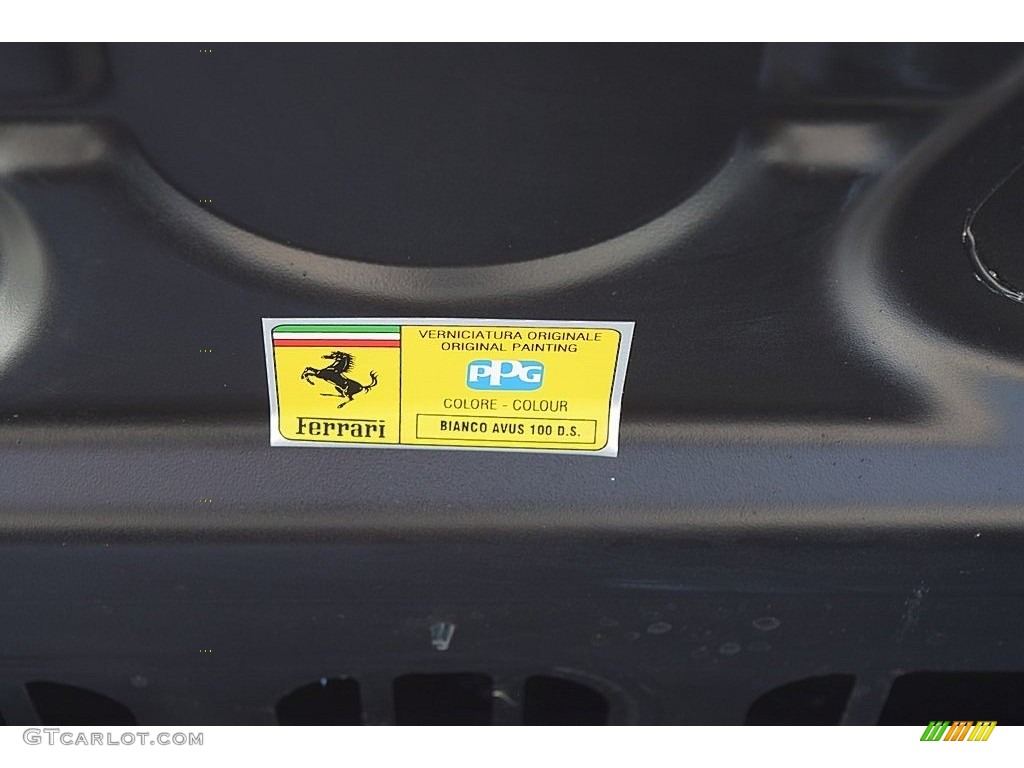 VERNICIATURA ORIGINALE
ORIGINAL PAINTING
PPG
COLORE - COLOUR
BIANCO AVUS 100 D.S.
Ferrari
GTCARLOT.COM